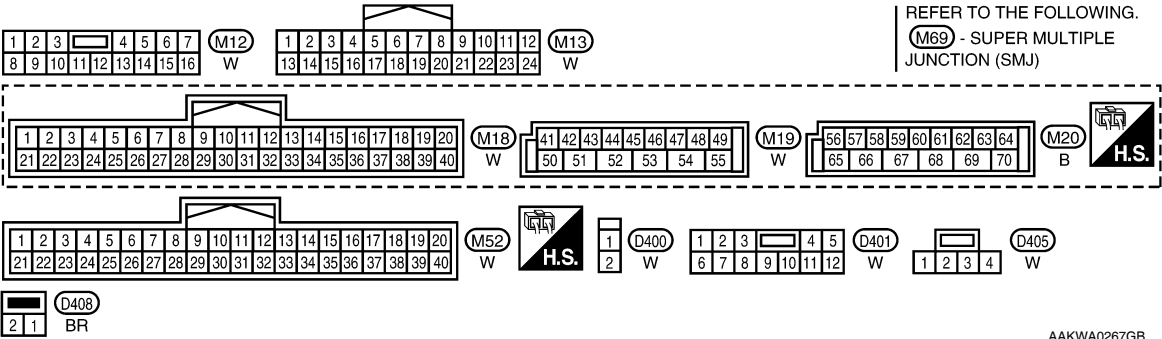 REFER TO THE FOLLOWING.
M69 - SUPER MULTIPLE
JUNCTION (SMJ)
1 2 3 4 5 6 7 M12
8 9 10 11 12 13 14 15 16 W
1 2 3 4 5 6 7 8 9 10 11 12 M13
13 14 15 16 17 18 19 20 21 22 23 24 W
1 2 3 4 5 6 7 8 9 10 11 12 13 14 15 16 17 18 19 20 M18
21 22 23 24 25 26 27 28 29 30 31 32 33 34 35 36 37 38 39 40 W
41 42 43 44 45 46 47 48 49 M19
50 51 52 53 54 55 W
56 57 58 59 60 61 62 63 64 M20
65 66 67 68 69 70 B
H.S.
1 2 3 4 5 6 7 8 9 10 11 12 13 14 15 16 17 18 19 20 M52
21 22 23 24 25 26 27 28 29 30 31 32 33 34 35 36 37 38 39 40 W
H.S.
1 D400
2 W
1 2 3 4 5 D401
6 7 8 9 10 11 12 W
D405
1 2 3 4 W
D408
2 1 BR
AAKWA0267GB